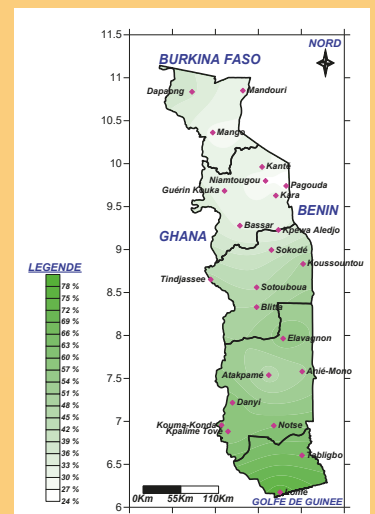 11.5
NORD
BURKINA FASO
11
Dapaong
Mandouri
10.5
Mango
10
Kanté
Niamtougou
Pagouda
Guérin Kouka
Kara
9.5
BENIN
Bassar
Kpéwa Aledjo
GHANA
9
Sokodé
Koussountou
LEGENDE
Tindjassee
8.5
Sotouboua
78 %
75 %
72 %
69 %
66 %
63 %
60 %
57 %
54 %
51 %
48 %
45 %
42 %
39 %
36 %
33 %
30 %
27 %
24 %
Blitta
8
Elavagnon
7.5
Atakpamé
Anié-Mono
Danyi
7
Kouma-Konda
Notse
Kpalime Tové
Tabligbo
6.5
Lomé
0Km 55Km 110Km
GOLFE DE GUINEE
6